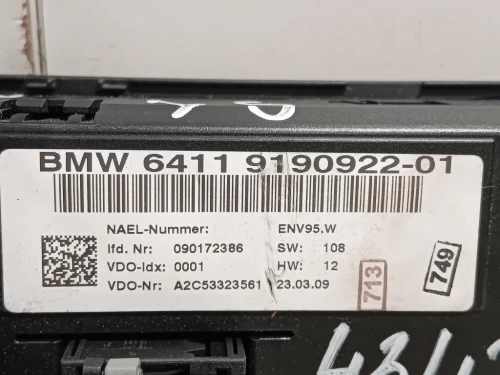 BMW 6411 9190922-01
NAEL-Nummer: ENV95.W
lfd. Nr: 090172386 SW: 108
VDO-Idx: 0001 HW: 12
VDO-Nr: A2C53323561 23.03.09
713
749